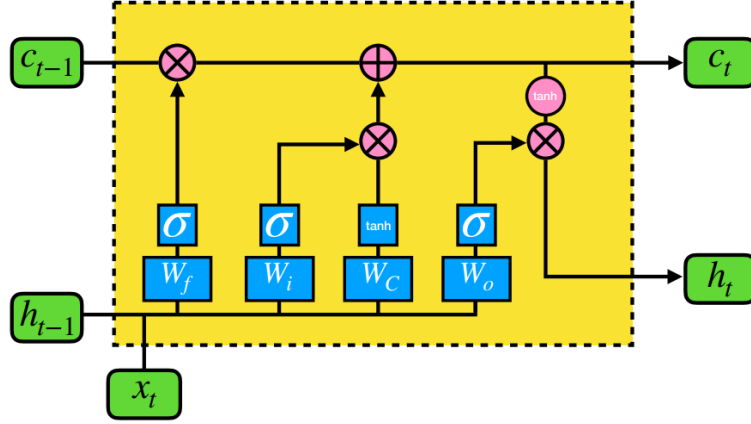 c_{t-1}
c_t
tanh
σ
σ
tanh
σ
W_f
W_i
W_C
W_o
h_t
h_{t-1}
x_t